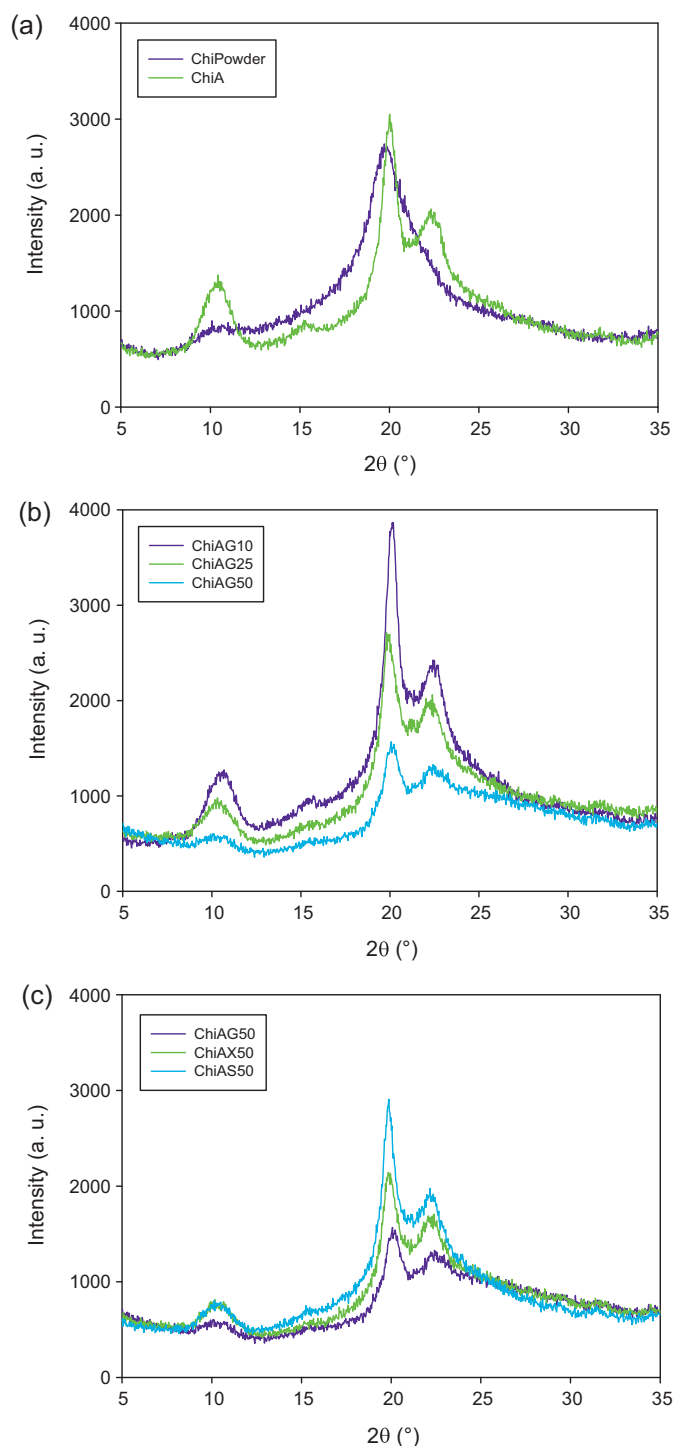 (a)
4000
3000
2000
1000
0
Intensity (a. u.)
ChiPowder
ChiA
5 10 15 20 25 30 35
2θ (°)
(b)
4000
3000
2000
1000
0
Intensity (a. u.)
ChiAG10
ChiAG25
ChiAG50
5 10 15 20 25 30 35
2θ (°)
(c)
4000
3000
2000
1000
0
Intensity (a. u.)
ChiAG50
ChiAX50
ChiAS50
5 10 15 20 25 30 35
2θ (°)